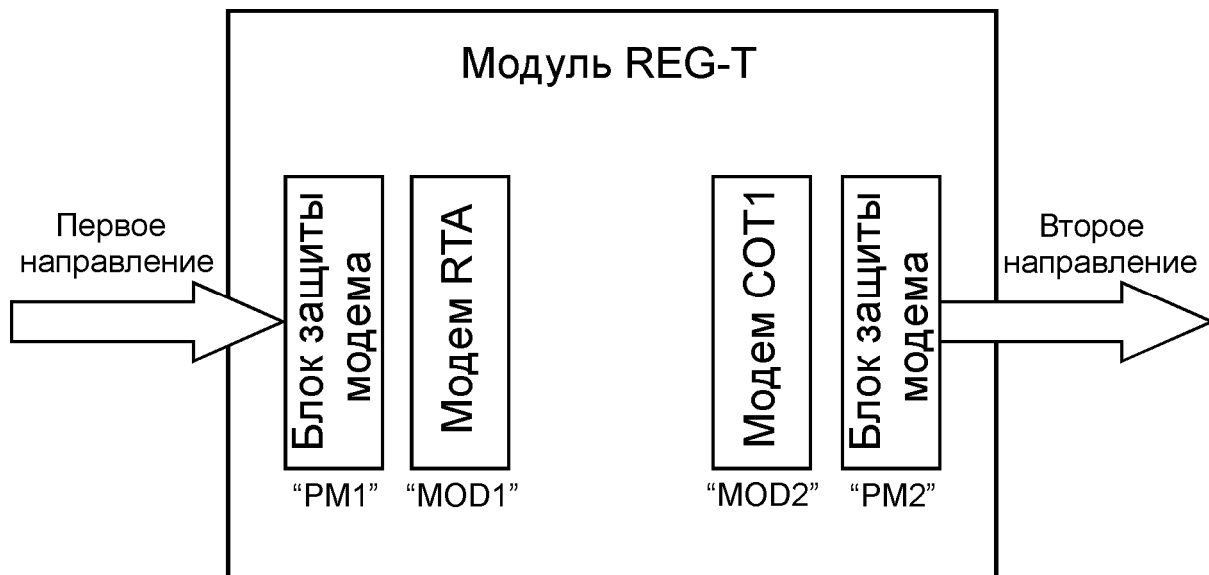 Модуль REG-T
Первое
направление
Блок защиты
модема
Модем RTA
Модем СОТ1
Блок защиты
модема
Второе
направление
“PM1”
“MOD1”
“MOD2”
“PM2”